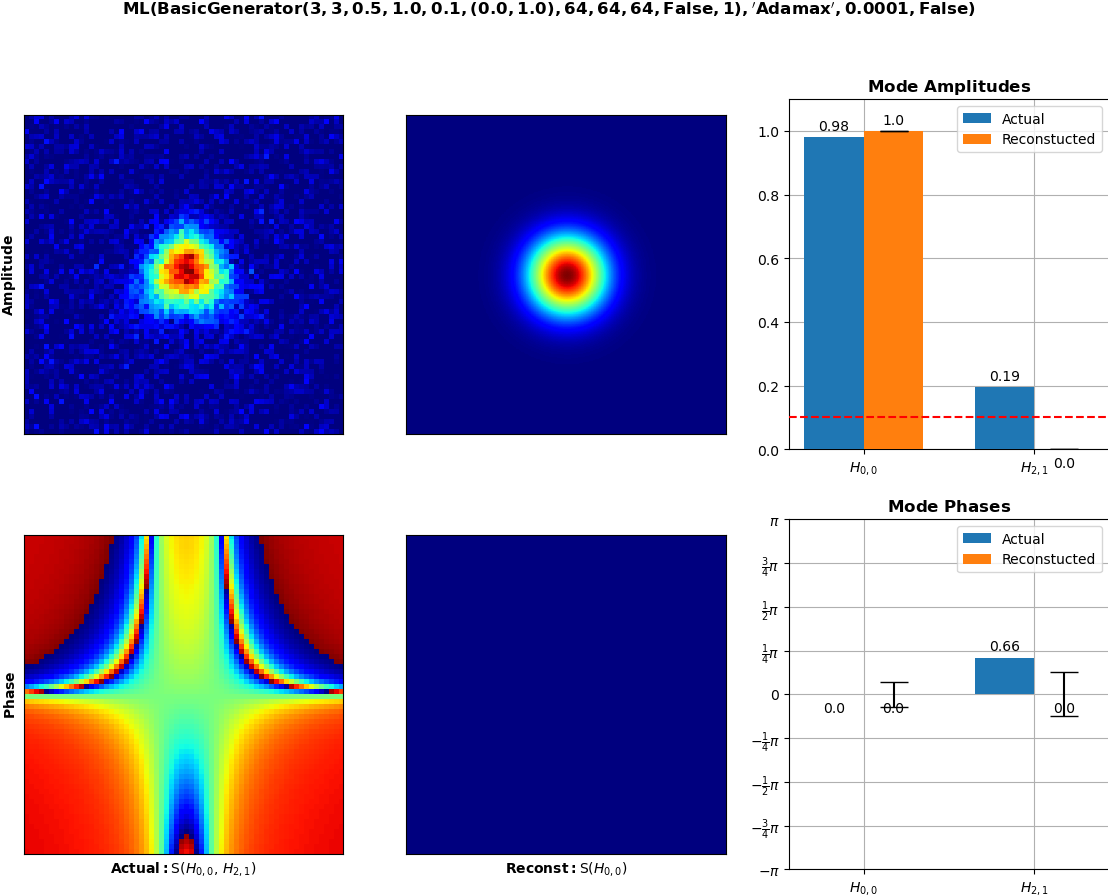 ML(BasicGenerator(3, 3, 0.5, 1.0, 0.1, (0.0, 1.0), 64, 64, 64, False, 1), ′Adamax′, 0.0001, False)
Amplitude
Mode Amplitudes
Actual
Reconstucted
0.98
1.0
0.19
0.0
1.0
0.8
0.6
0.4
0.2
0.0
H0,0
H2,1
Phase
Actual: S(H0,0, H2,1)
Reconst: S(H0,0)
Mode Phases
Actual
Reconstucted
π
3/4π
1/2π
1/4π
0
−1/4π
−1/2π
−3/4π
−π
0.0
0.0
0.66
0.0
H0,0
H2,1